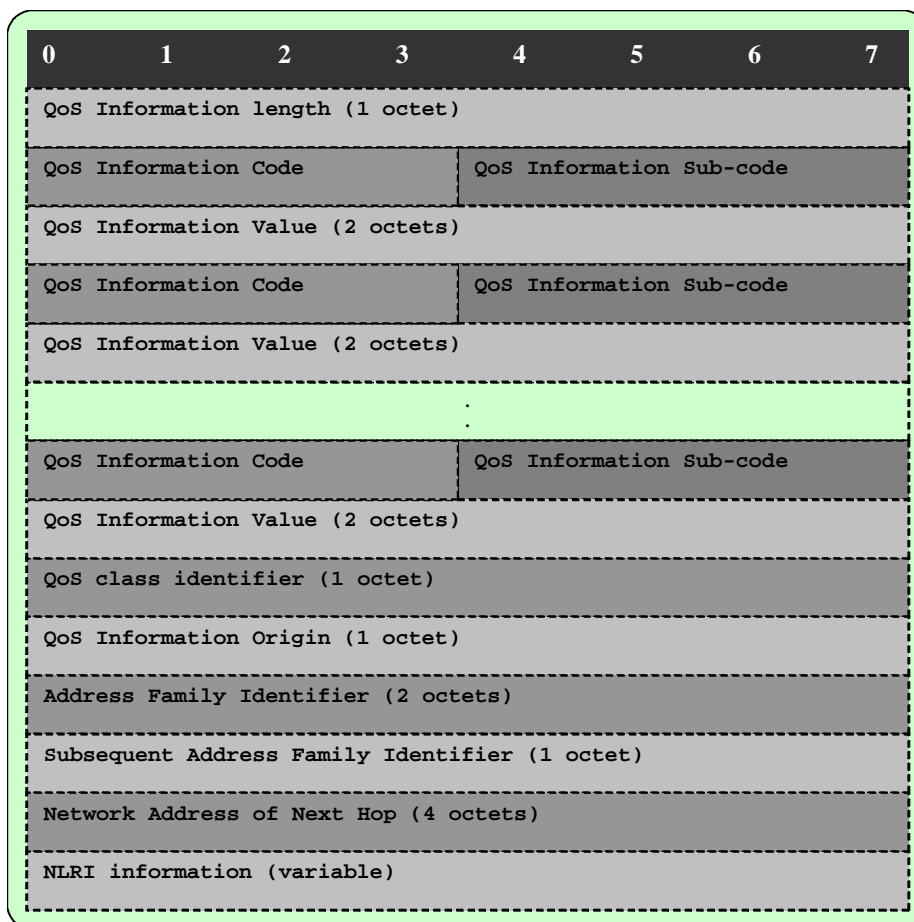 0 1 2 3 4 5 6 7
QoS Information length (1 octet)
QoS Information Code QoS Information Sub-code
QoS Information Value (2 octets)
QoS Information Code QoS Information Sub-code
QoS Information Value (2 octets)
.
.
QoS Information Code QoS Information Sub-code
QoS Information Value (2 octets)
QoS class identifier (1 octet)
QoS Information Origin (1 octet)
Address Family Identifier (2 octets)
Subsequent Address Family Identifier (1 octet)
Network Address of Next Hop (4 octets)
NLRI information (variable)